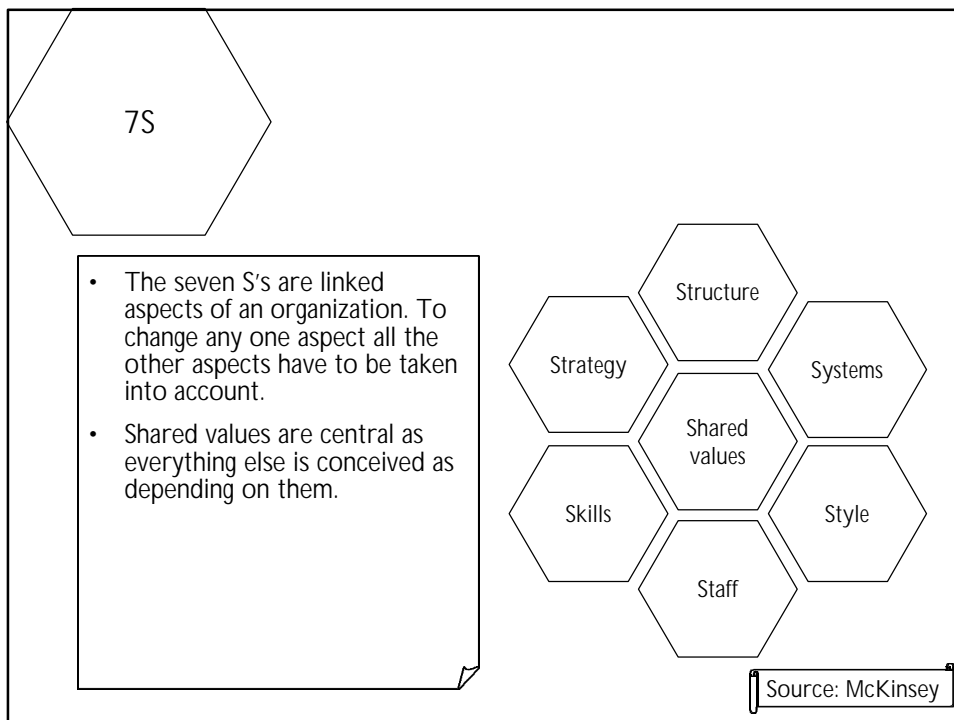 7S
• The seven S's are linked
aspects of an organization. To
change any one aspect all the
other aspects have to be taken
into account.
• Shared values are central as
everything else is conceived as
depending on them.
Structure
Strategy
Systems
Shared
values
Skills
Style
Staff
Source: McKinsey